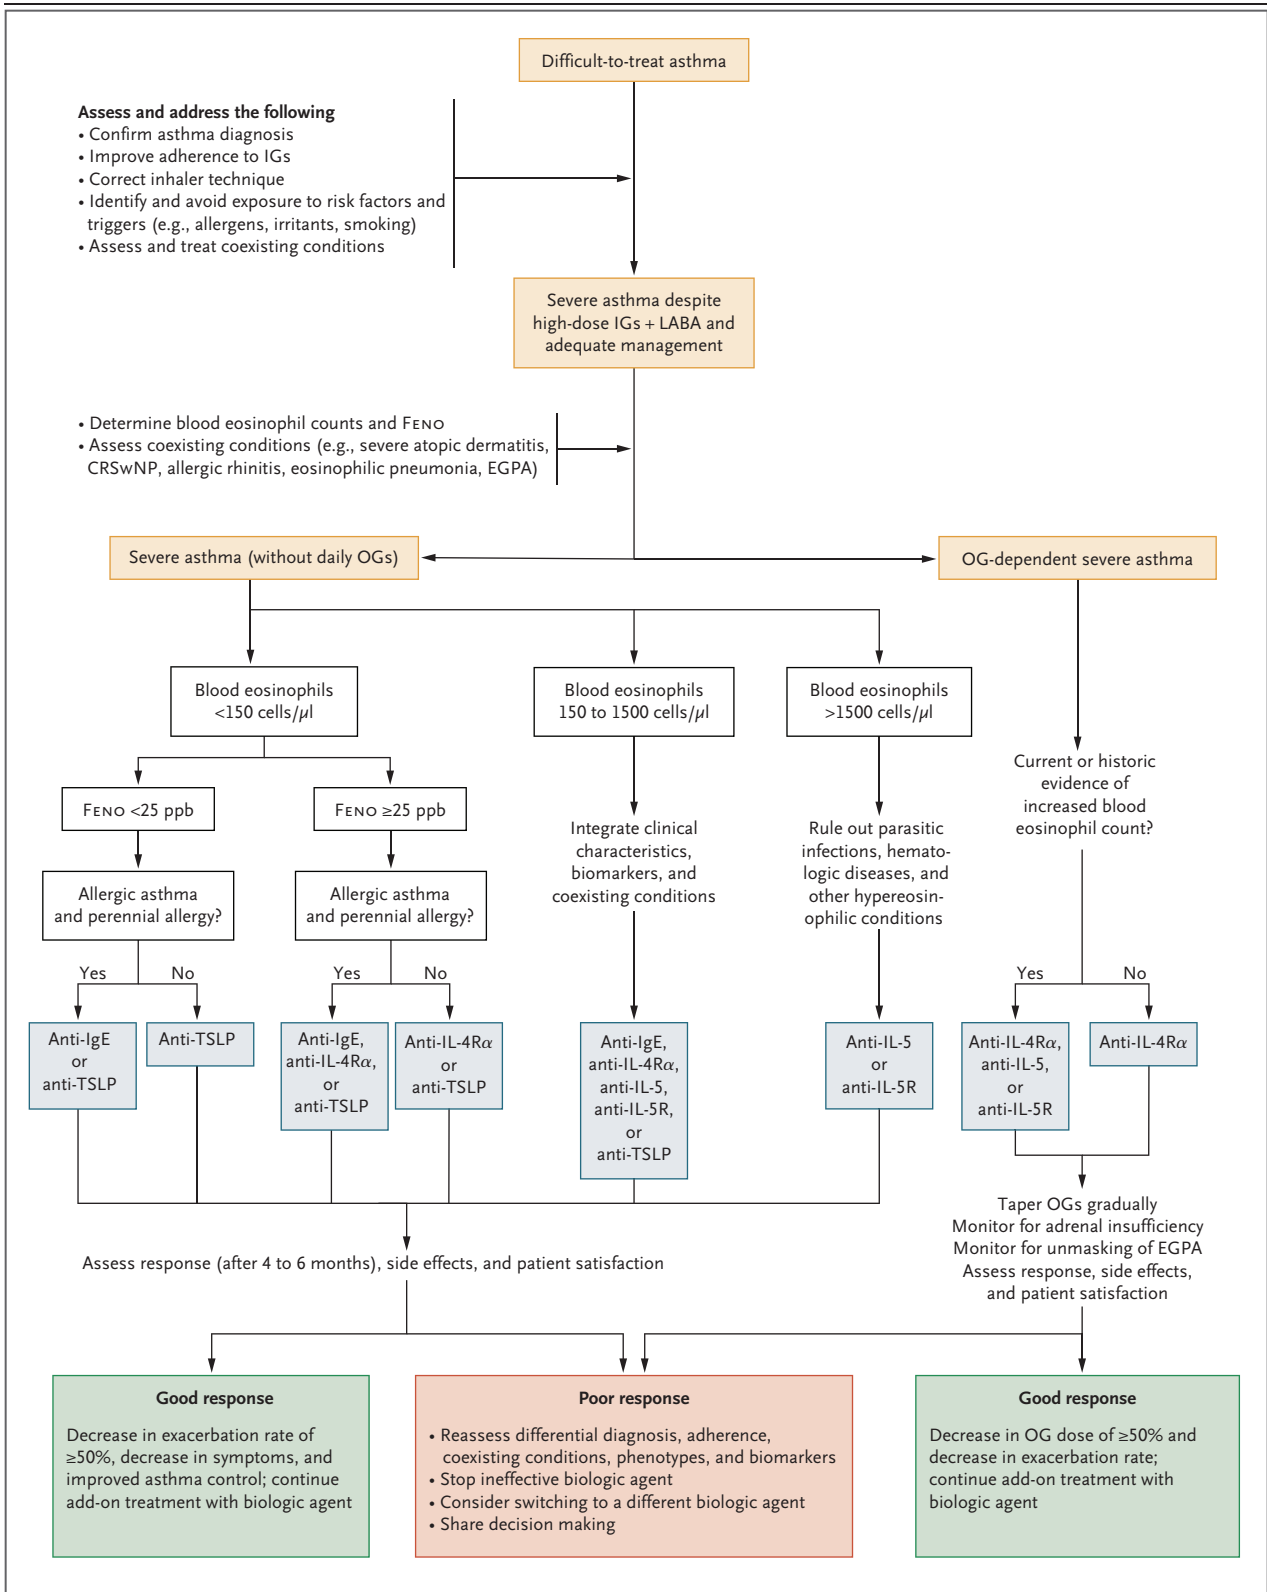 Difficult-to-treat asthma
Assess and address the following
• Confirm asthma diagnosis
• Improve adherence to IGs
• Correct inhaler technique
• Identify and avoid exposure to risk factors and
triggers (e.g., allergens, irritants, smoking)
• Assess and treat coexisting conditions
Severe asthma despite
high-dose IGs + LABA and
adequate management
• Determine blood eosinophil counts and FENO
• Assess coexisting conditions (e.g., severe atopic dermatitis,
CRSwNP, allergic rhinitis, eosinophilic pneumonia, EGPA)
Severe asthma (without daily OGs)
OG-dependent severe asthma
Blood eosinophils
<150 cells/μl
Blood eosinophils
150 to 1500 cells/μl
Blood eosinophils
>1500 cells/μl
Current or historic
evidence of
increased blood
eosinophil count?
FENO <25 ppb
FENO ≥25 ppb
Integrate clinical
characteristics,
biomarkers, and
coexisting conditions
Rule out parasitic
infections, hemato-
logic diseases, and
other hypereosin-
ophilic conditions
Allergic asthma
and perennial allergy?
Allergic asthma
and perennial allergy?
Yes
No
Yes
No
Yes
No
Anti-IgE
or
anti-TSLP
Anti-TSLP
Anti-IgE,
anti-IL-4Rα,
or
anti-TSLP
Anti-IL-4Rα
or
anti-TSLP
Anti-IgE,
anti-IL-4Rα,
anti-IL-5,
anti-IL-5R,
or
anti-TSLP
Anti-IL-5
or
anti-IL-5R
Anti-IL-4Rα,
anti-IL-5,
or
anti-IL-5R
Anti-IL-4Rα
Assess response (after 4 to 6 months), side effects, and patient satisfaction
Taper OGs gradually
Monitor for adrenal insufficiency
Monitor for unmasking of EGPA
Assess response, side effects,
and patient satisfaction
Good response
Decrease in exacerbation rate of
≥50%, decrease in symptoms, and
improved asthma control; continue
add-on treatment with biologic agent
Poor response
• Reassess differential diagnosis, adherence,
coexisting conditions, phenotypes, and biomarkers
• Stop ineffective biologic agent
• Consider switching to a different biologic agent
• Share decision making
Good response
Decrease in OG dose of ≥50% and
decrease in exacerbation rate;
continue add-on treatment with
biologic agent